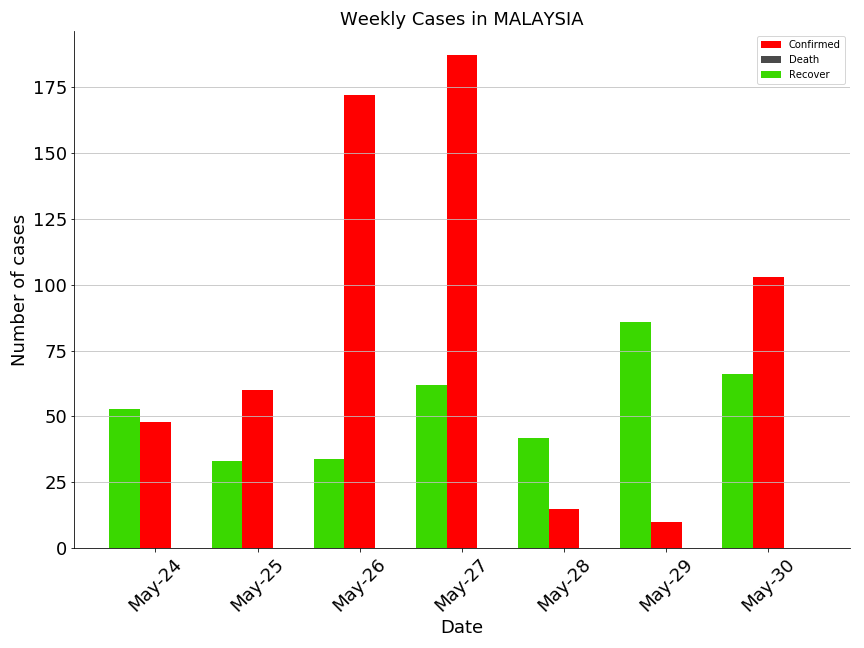 Weekly Cases in MALAYSIA
Confirmed
Death
Recover
Number of cases
175
150
125
100
75
50
25
0
May-24
May-25
May-26
May-27
May-28
May-29
May-30
Date